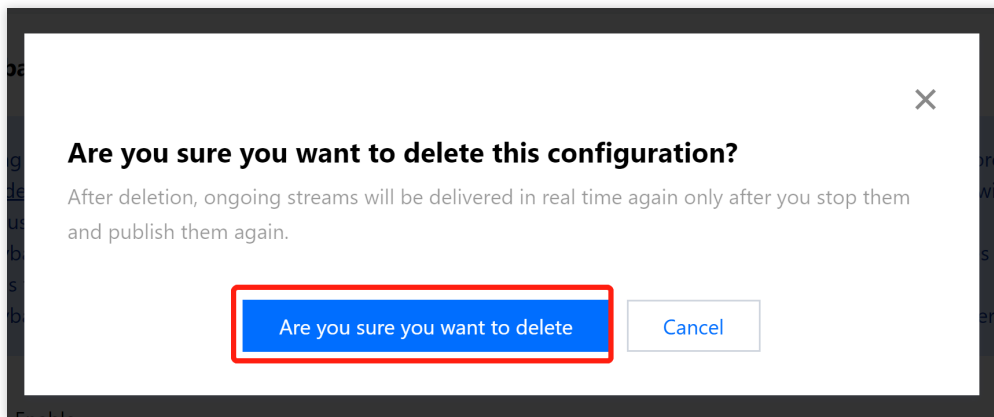 Are you sure you want to delete this configuration?
After deletion, ongoing streams will be delivered in real time again only after you stop them
and publish them again.
Are you sure you want to delete
Cancel